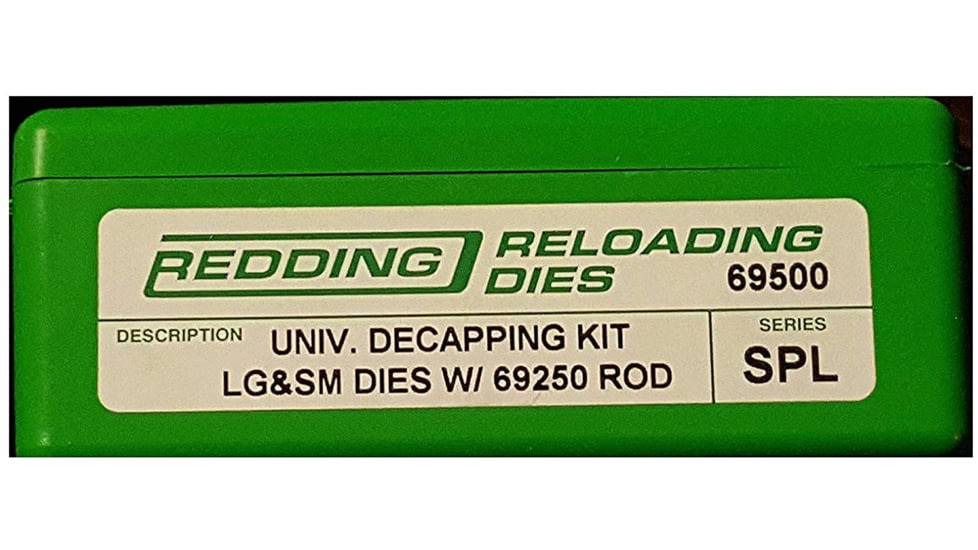 REDDING RELOADING
DIES 69500
DESCRIPTION UNIV. DECAPPING KIT
LG&SM DIES W/ 69250 ROD
SERIES
SPL